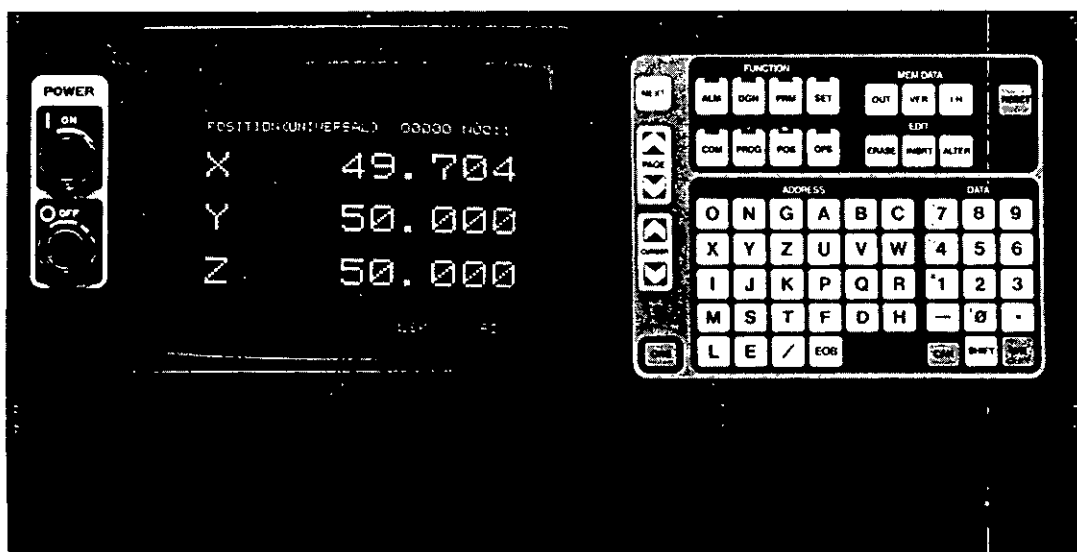 POWER
ON
OFF
POSITION(UNIVERSAL)
X 49.704
Y 50.000
Z 50.000
NEXT
PAGE
CURSOR
FUNCTION
ALM DGN PRM SET
COM PROG POS OPS
MEM DATA
OUT VER IN
RESET
EDIT
ERASE INSRT ALTER
ADDRESS
O N G A B C
X Y Z U V W
I J K P Q R
M S T F D H
L E / EOB
DATA
7 8 9
4 5 6
1 2 3
— 0 •
CAN SHIFT